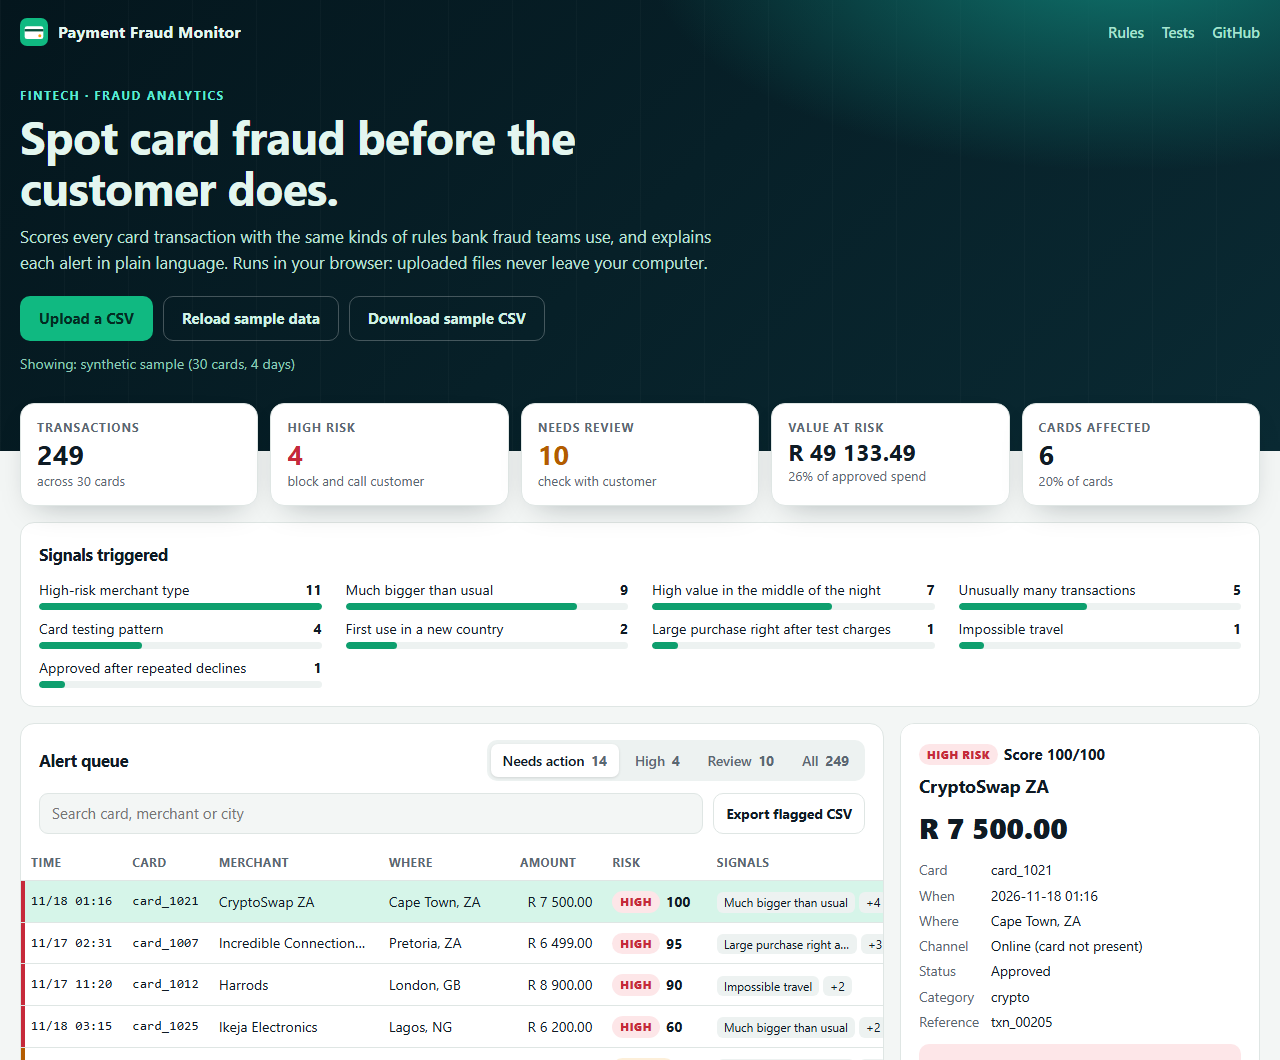 Payment Fraud Monitor
Rules Tests GitHub
FINTECH · FRAUD ANALYTICS
Spot card fraud before the
customer does.
Scores every card transaction with the same kinds of rules bank fraud teams use, and explains
each alert in plain language. Runs in your browser: uploaded files never leave your computer.
Upload a CSV
Reload sample data
Download sample CSV
Showing: synthetic sample (30 cards, 4 days)
TRANSACTIONS
249
across 30 cards
HIGH RISK
4
block and call customer
NEEDS REVIEW
10
check with customer
VALUE AT RISK
R 49 133.49
26% of approved spend
CARDS AFFECTED
6
20% of cards
Signals triggered
High-risk merchant type 11
Much bigger than usual 9
High value in the middle of the night 7
Unusually many transactions 5
Card testing pattern 4
First use in a new country 2
Large purchase right after test charges 1
Impossible travel 1
Approved after repeated declines 1
Alert queue
Needs action 14
High 4
Review 10
All 249
Search card, merchant or city
Export flagged CSV
TIME CARD MERCHANT WHERE AMOUNT RISK SIGNALS
11/18 01:16 card_1021 CryptoSwap ZA Cape Town, ZA R 7 500.00 HIGH 100 Much bigger than usual +4
11/17 02:31 card_1007 Incredible Connection... Pretoria, ZA R 6 499.00 HIGH 95 Large purchase right a... +3
11/17 11:20 card_1012 Harrods London, GB R 8 900.00 HIGH 90 Impossible travel +2
11/18 03:15 card_1025 Ikeja Electronics Lagos, NG R 6 200.00 HIGH 60 Much bigger than usual +2
HIGH RISK Score 100/100
CryptoSwap ZA
R 7 500.00
Card card_1021
When 2026-11-18 01:16
Where Cape Town, ZA
Channel Online (card not present)
Status Approved
Category crypto
Reference txn_00205